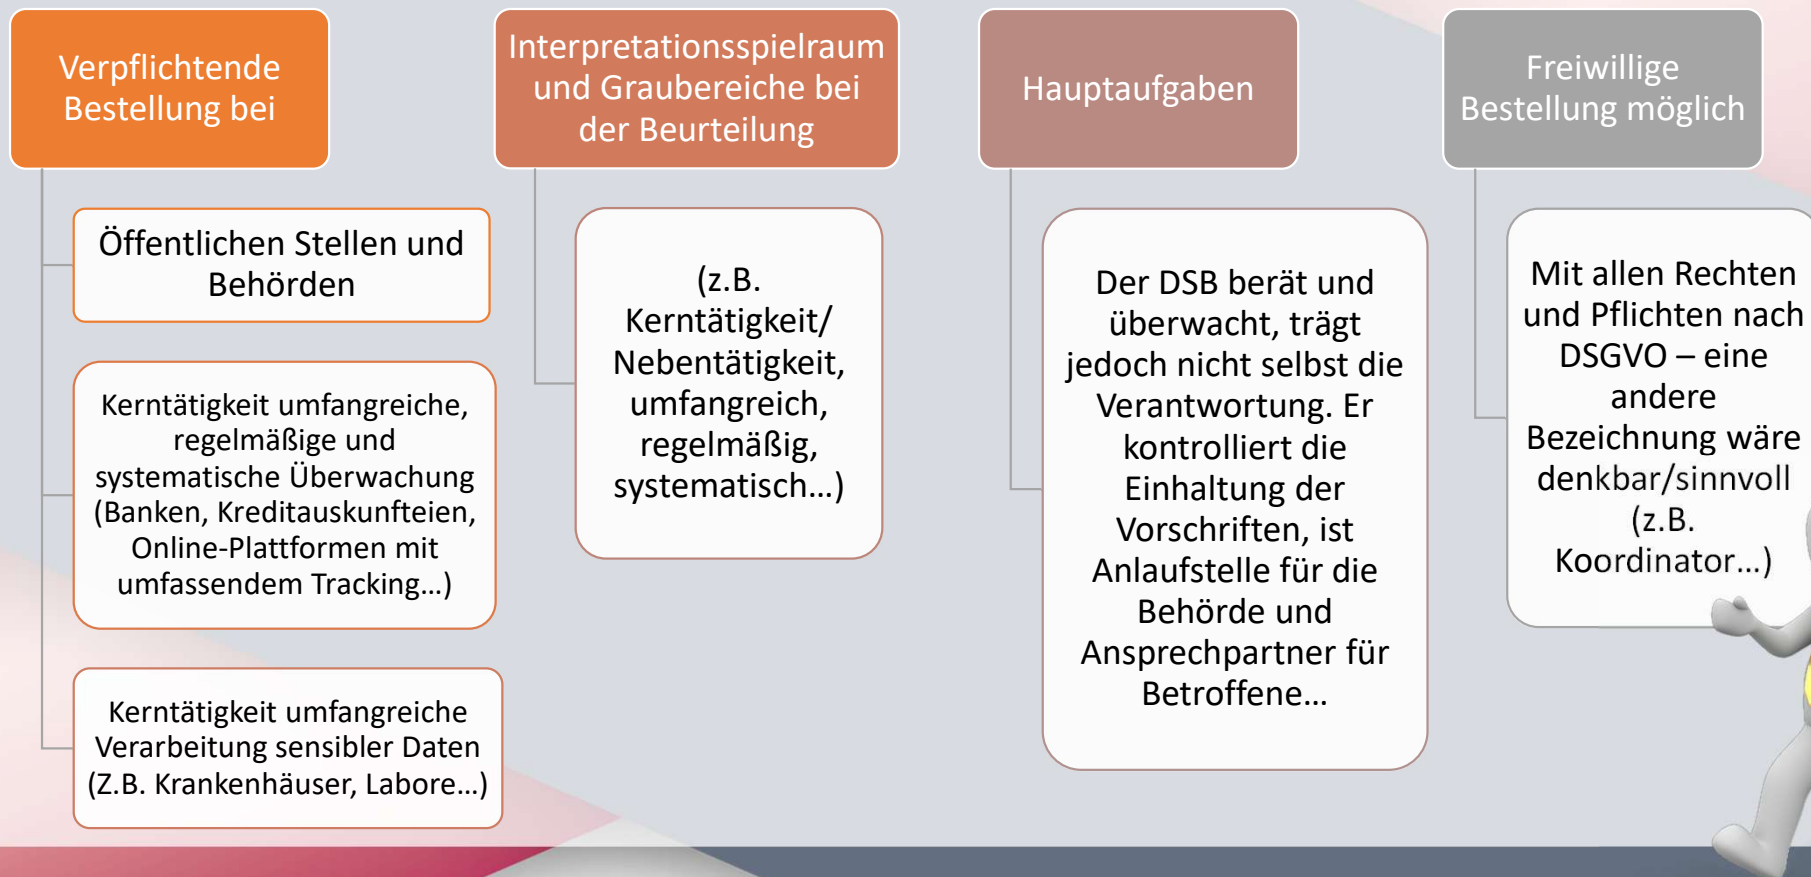 Verpflichtende
Bestellung bei
Öffentlichen Stellen und
Behörden
Kerntätigkeit umfangreiche,
regelmäßige und
systematische Überwachung
(Banken, Kreditauskunfteien,
Online-Plattformen mit
umfassendem Tracking…)
Kerntätigkeit umfangreiche
Verarbeitung sensibler Daten
(Z.B. Krankenhäuser, Labore…)
Interpretationsspielraum
und Graubereiche bei
der Beurteilung
(z.B.
Kerntätigkeit/
Nebentätigkeit,
umfangreich,
regelmäßig,
systematisch…)
Hauptaufgaben
Der DSB berät und
überwacht, trägt
jedoch nicht selbst die
Verantwortung. Er
kontrolliert die
Einhaltung der
Vorschriften, ist
Anlaufstelle für die
Behörde und
Ansprechpartner für
Betroffene…
Freiwillige
Bestellung möglich
Mit allen Rechten
und Pflichten nach
DSGVO – eine
andere
Bezeichnung wäre
denkbar/sinnvoll
(z.B.
Koordinator…)